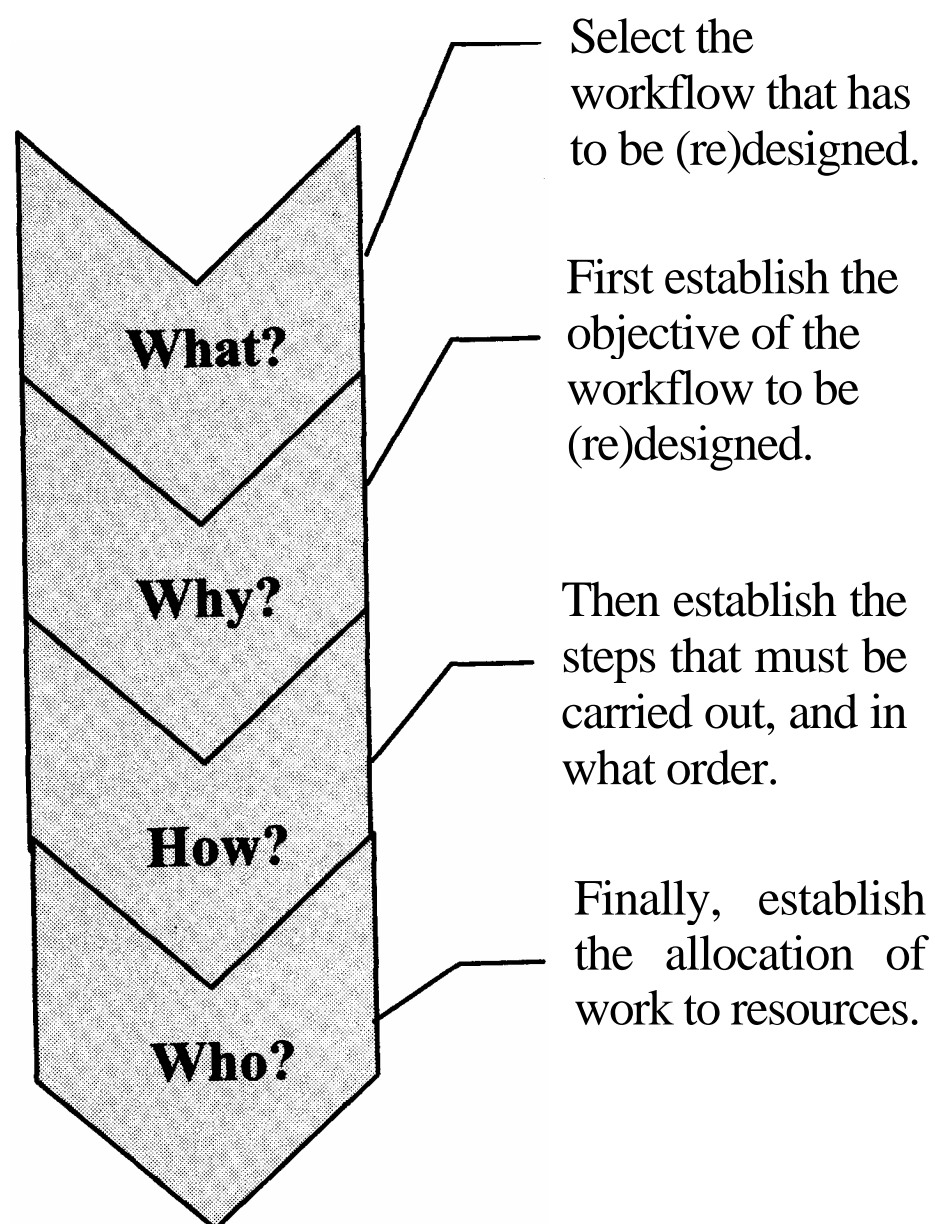 Select the
workflow that has
to be (re)designed.
What?
First establish the
objective of the
workflow to be
(re)designed.
Why?
Then establish the
steps that must be
carried out, and in
what order.
How?
Finally, establish
the allocation of
work to resources.
Who?